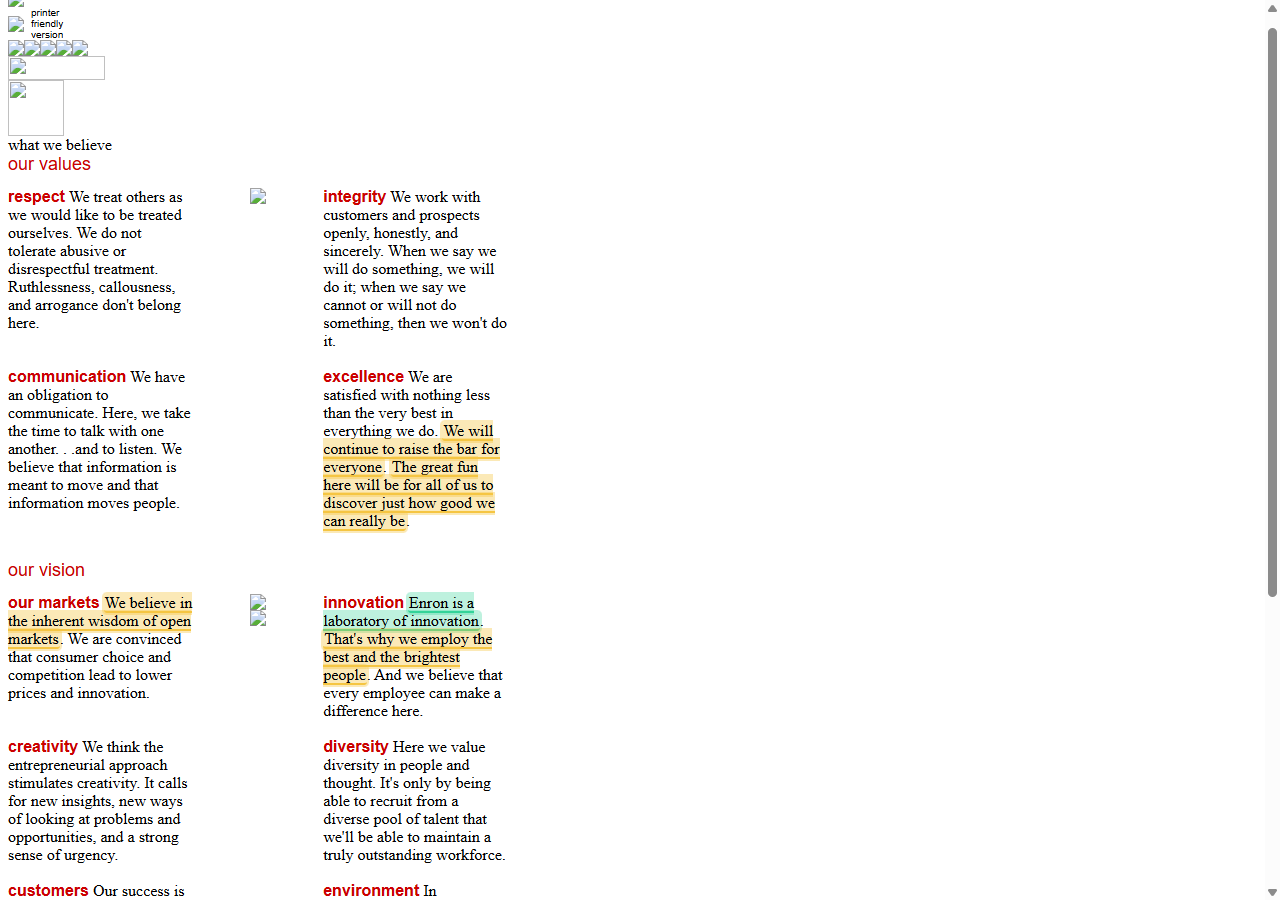 printer
friendly
version
what we believe
our values
respect We treat others as
we would like to be treated
ourselves. We do not
tolerate abusive or
disrespectful treatment.
Ruthlessness, callousness,
and arrogance don't belong
here.
integrity We work with
customers and prospects
openly, honestly, and
sincerely. When we say we
will do something, we will
do it; when we say we
cannot or will not do
something, then we won't do
it.
communication We have
an obligation to
communicate. Here, we take
the time to talk with one
another. . .and to listen. We
believe that information is
meant to move and that
information moves people.
excellence We are
satisfied with nothing less
than the very best in
everything we do. We will
continue to raise the bar for
everyone. The great fun
here will be for all of us to
discover just how good we
can really be.
our vision
our markets We believe in
the inherent wisdom of open
markets. We are convinced
that consumer choice and
competition lead to lower
prices and innovation.
innovation Enron is a
laboratory of innovation.
That's why we employ the
best and the brightest
people. And we believe that
every employee can make a
difference here.
creativity We think the
entrepreneurial approach
stimulates creativity. It calls
for new insights, new ways
of looking at problems and
opportunities, and a strong
sense of urgency.
diversity Here we value
diversity in people and
thought. It's only by being
able to recruit from a
diverse pool of talent that
we'll be able to maintain a
truly outstanding workforce.
customers Our success is
environment In